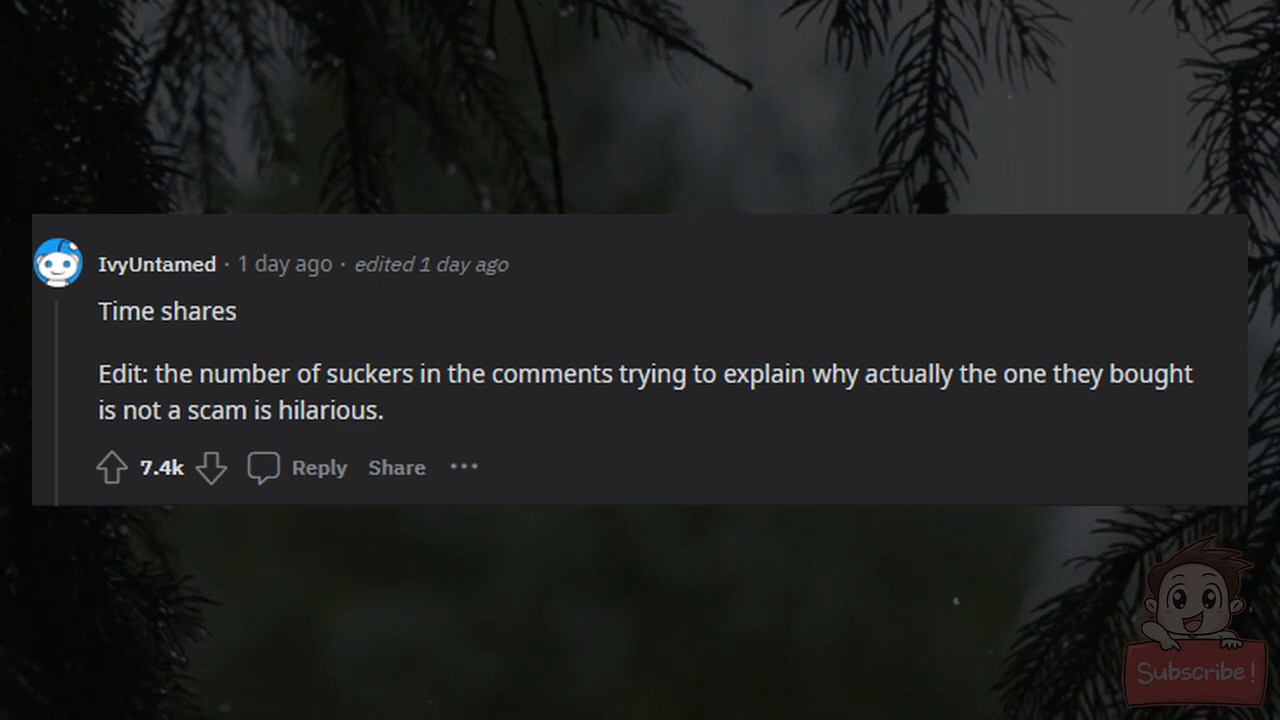 IvyUntamed · 1 day ago · edited 1 day ago
Time shares
Edit: the number of suckers in the comments trying to explain why actually the one they bought
is not a scam is hilarious.
7.4k Reply Share ···
Subscribe!